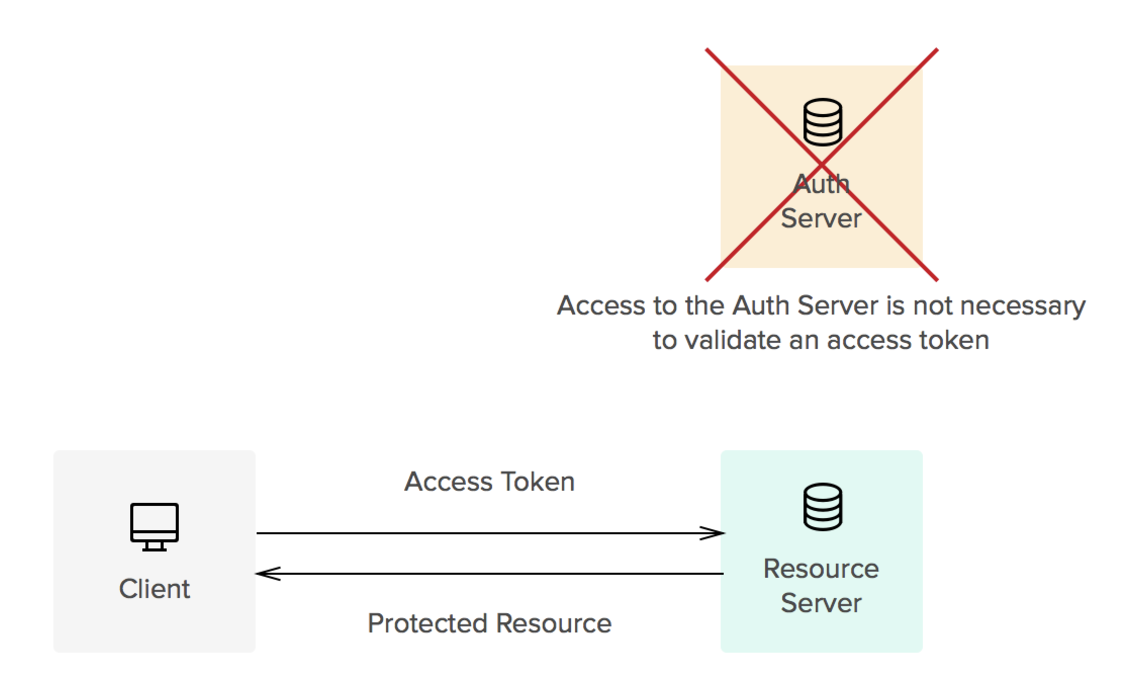 Auth
Server
Access to the Auth Server is not necessary
to validate an access token
Access Token
Client
Resource
Server
Protected Resource